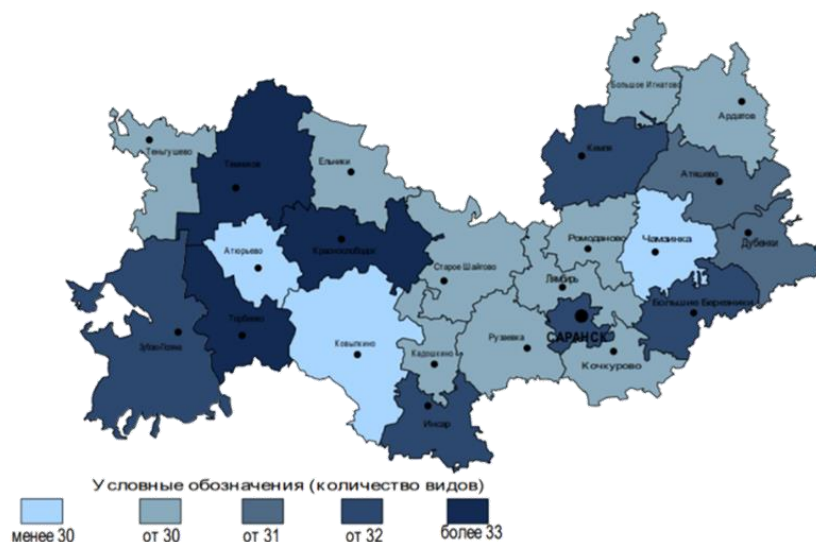 Большое Игнатово
Ардатов
Теньгушево
Темников
Ельники
Кемля
Атяшево
Атюрьево
Краснослободск
Старое Шайгово
Ромоданово
Чамзинка
Дубенки
Лямбирь
Большие Березники
САРАНСК
Зубова Поляна
Торбеево
Ковылкино
Кадошкино
Рузаевка
Кочкурово
Инсар
Условные обозначения (количество видов)
менее 30 от 30 от 31 от 32 более 33